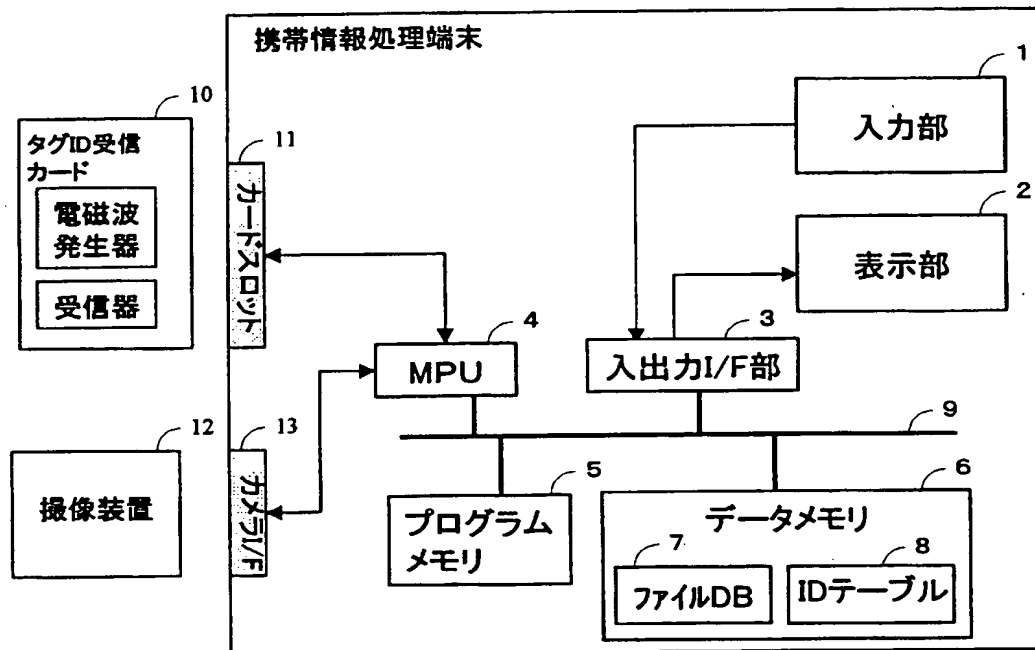 携帯情報処理端末
1
入力部
10
タグID受信
カード
電磁波
発生器
受信器
11
カードスロット
2
表示部
4
MPU
3
入出力I/F部
9
12
撮像装置
13
カメラI/F
5
プログラム
メモリ
6
データメモリ
7
ファイルDB
8
IDテーブル